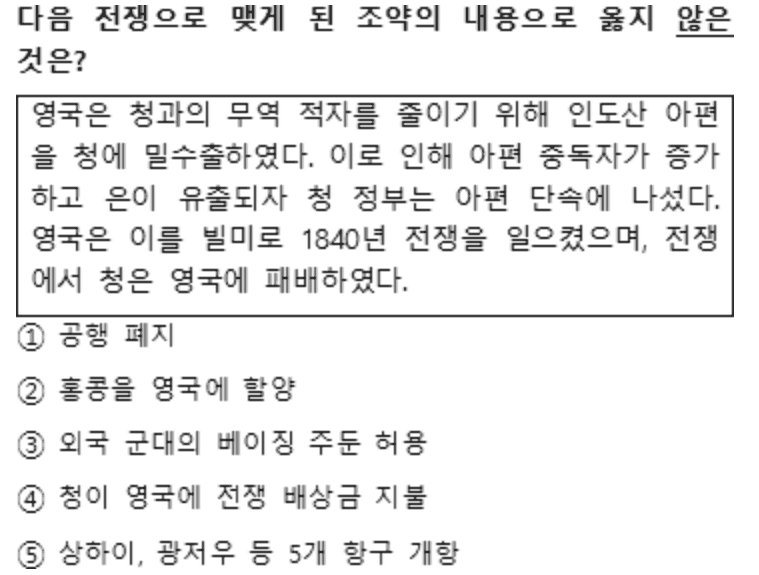 다음 전쟁으로 맺게 된 조약의 내용으로 옳지 않은
것은?
영국은 청과의 무역 적자를 줄이기 위해 인도산 아편
을 청에 밀수출하였다. 이로 인해 아편 중독자가 증가
하고 은이 유출되자 청 정부는 아편 단속에 나섰다.
영국은 이를 빌미로 1840년 전쟁을 일으켰으며, 전쟁
에서 청은 영국에 패배하였다.
① 공행 폐지
② 홍콩을 영국에 할양
③ 외국 군대의 베이징 주둔 허용
④ 청이 영국에 전쟁 배상금 지불
⑤ 상하이, 광저우 등 5개 항구 개항